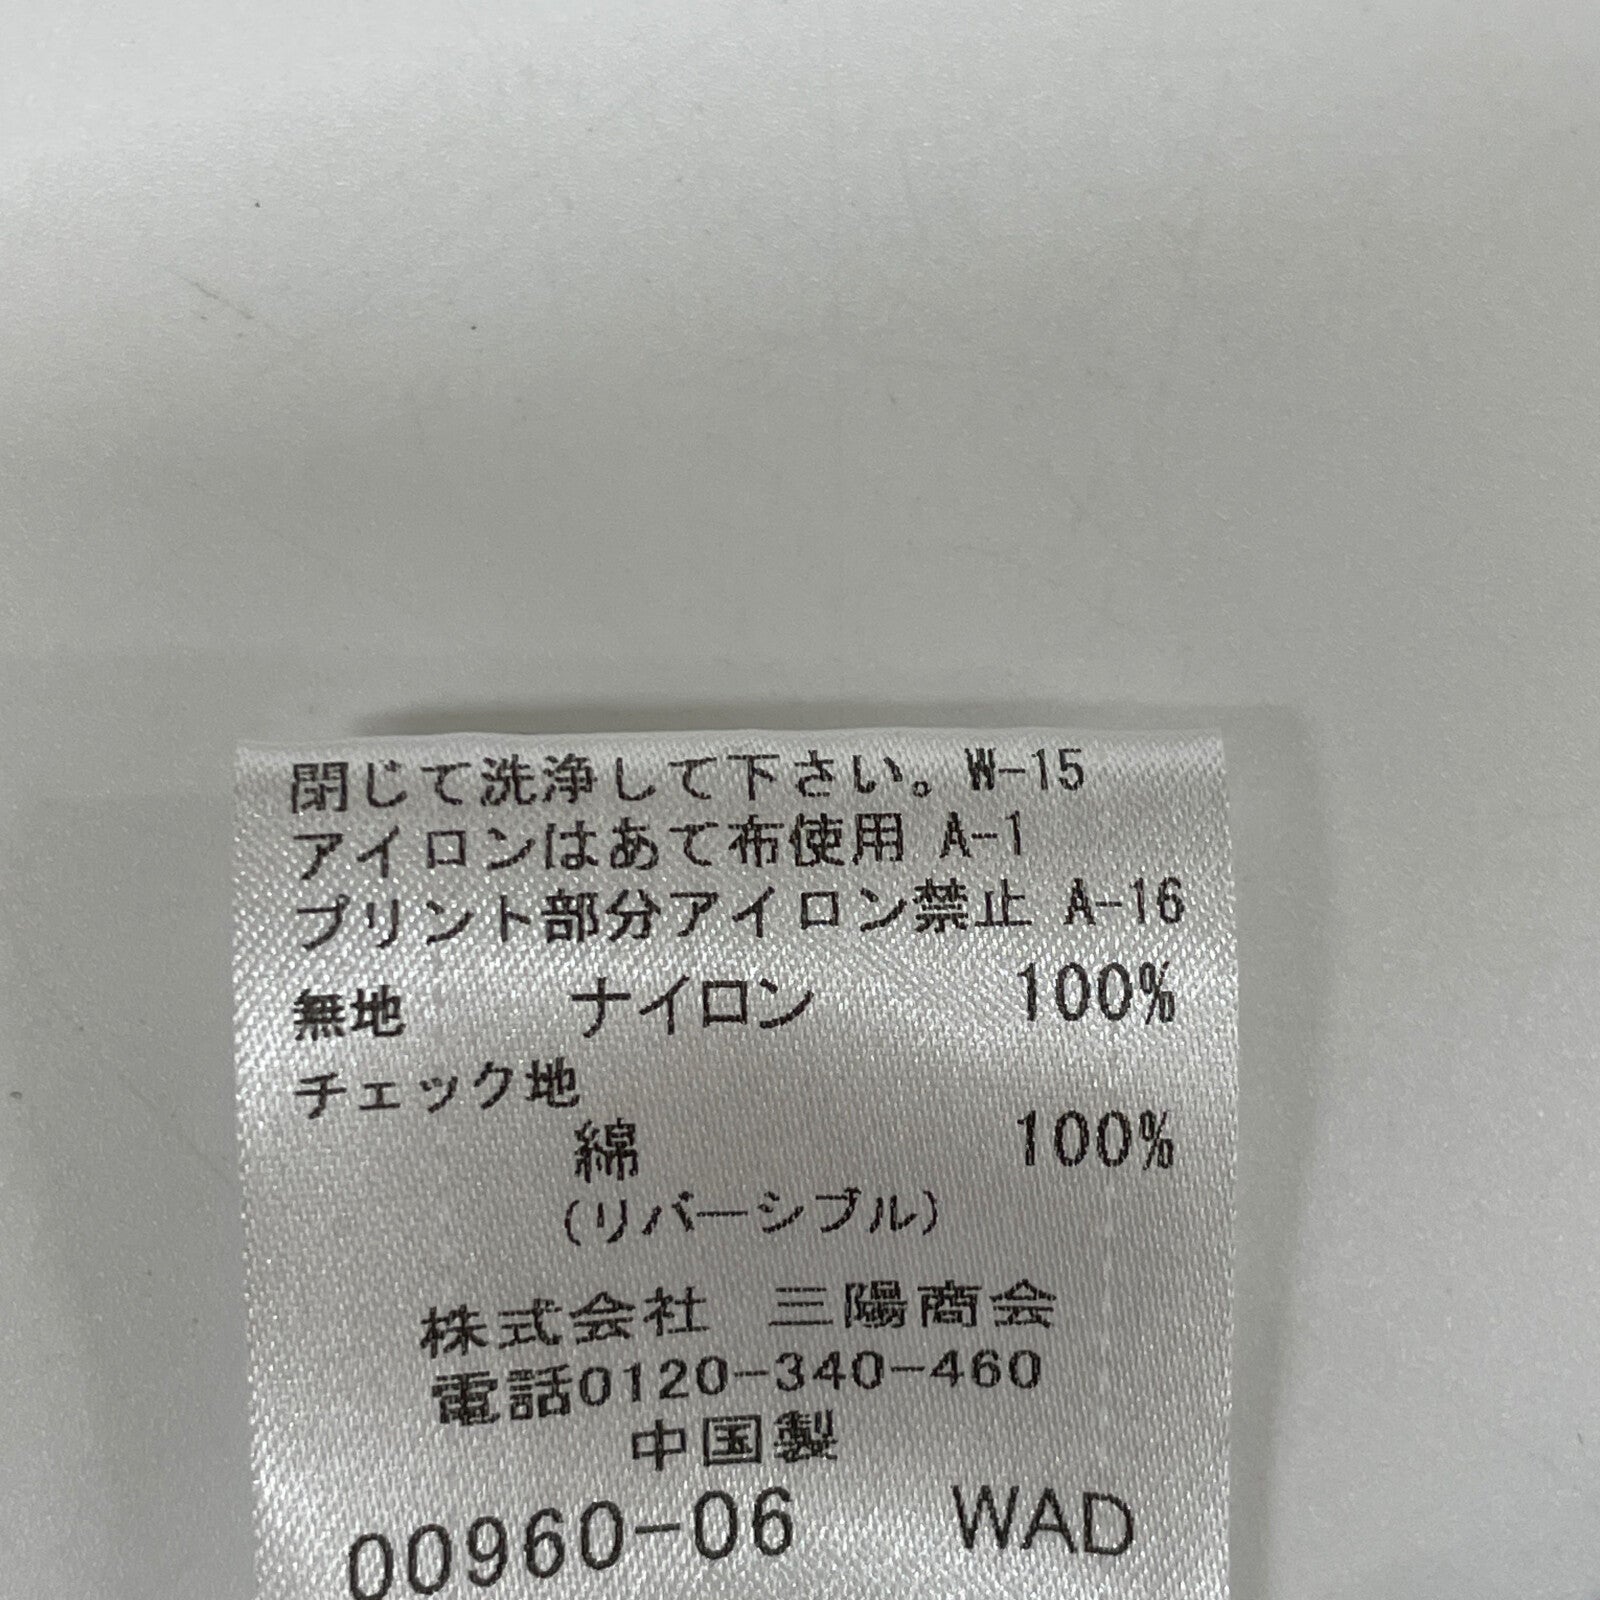 閉じて洗浄して下さい。W-15
アイロンはあて布使用 A-1
プリント部分アイロン禁止 A-16
無地 ナイロン 100%
チェック地
綿 100%
(リバーシブル)
株式会社 三陽商会
電話0120-340-460
中国製
00960-06 WAD